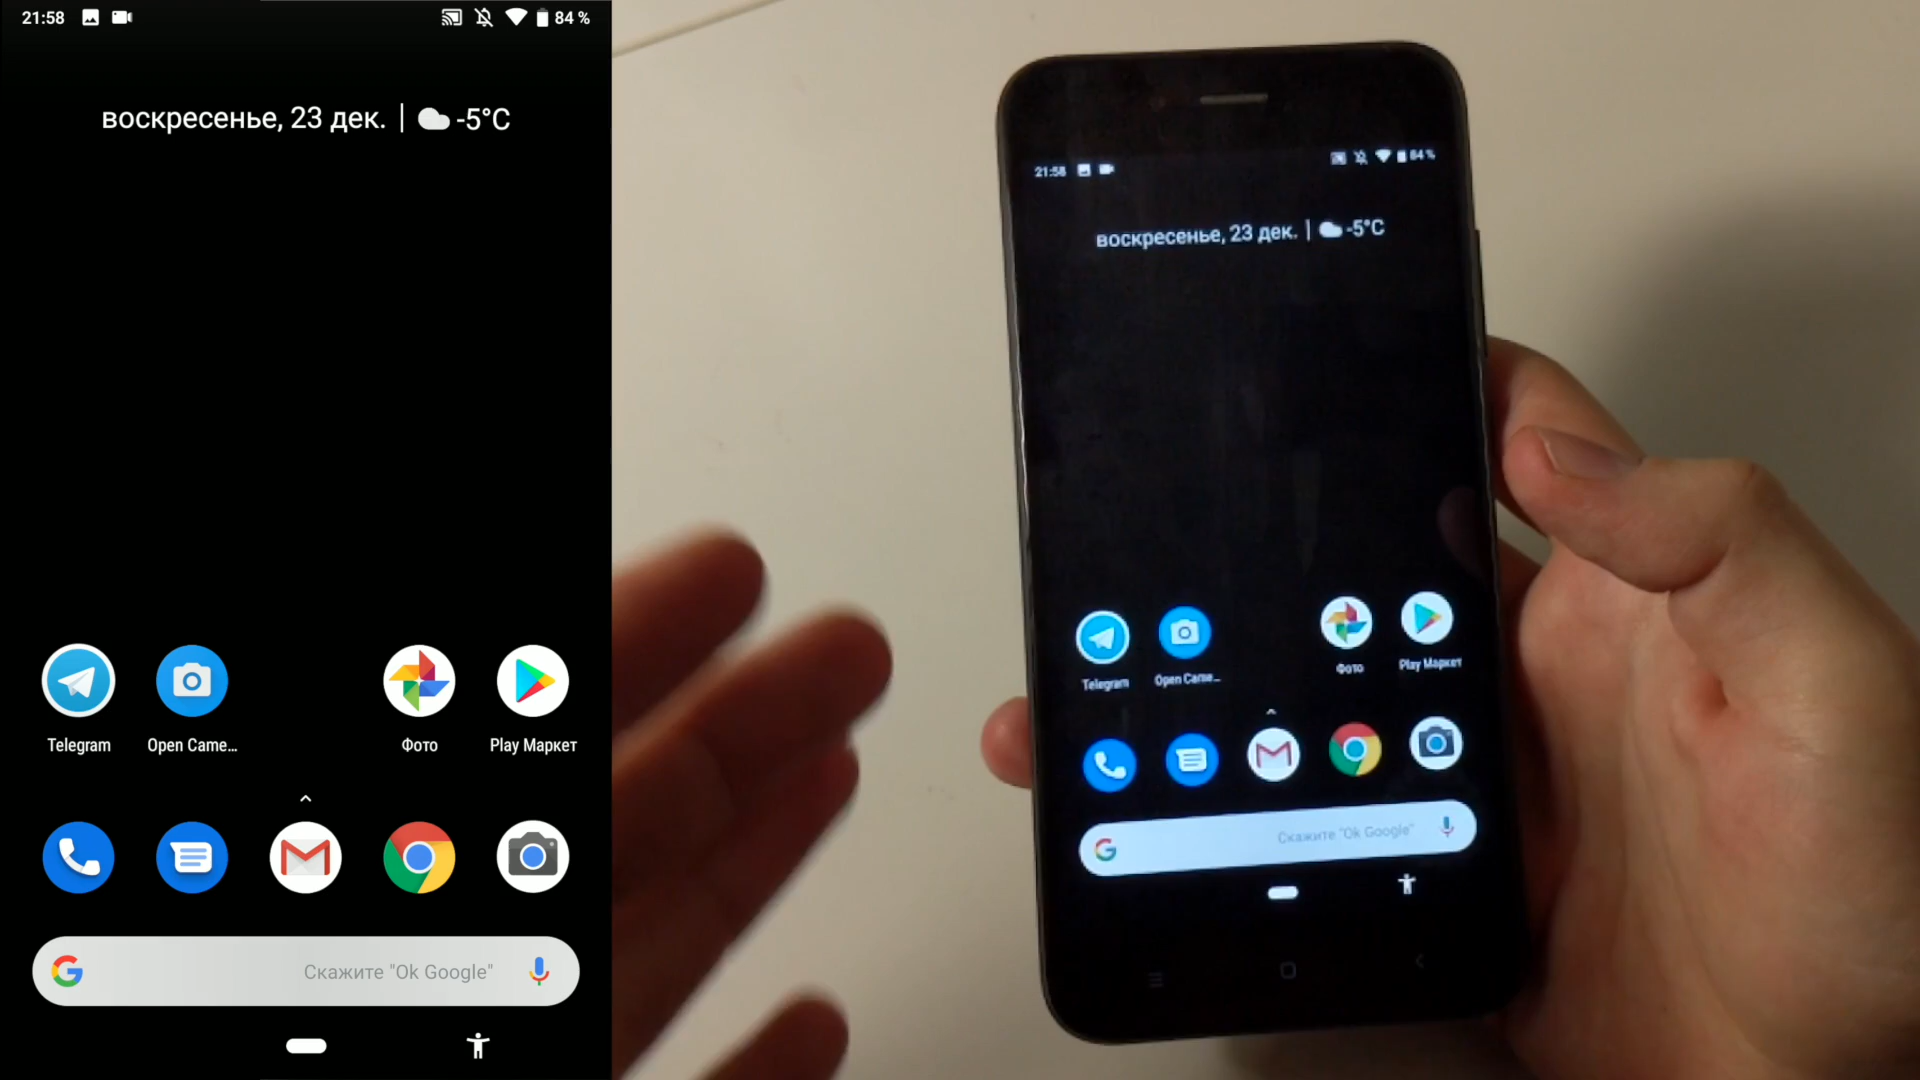 21:58 84 %
воскресенье, 23 дек. | -5°C
Telegram Open Came... Фото Play Маркет
Скажите "Ok Google"
21:58 84 %
воскресенье, 23 дек. | -5°C
Telegram Open Came... Фото Play Маркет
Скажите "Ok Google"